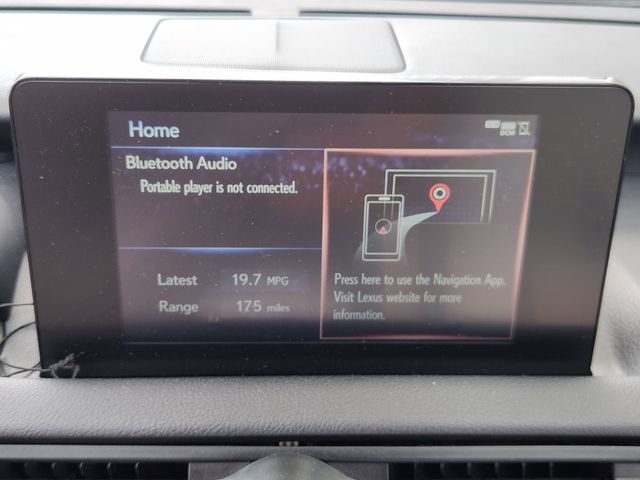 Home
DCM
Bluetooth Audio
Portable player is not connected.
Latest 19.7 MPG
Range 175 miles
Press here to use the Navigation App.
Visit Lexus website for more
information.